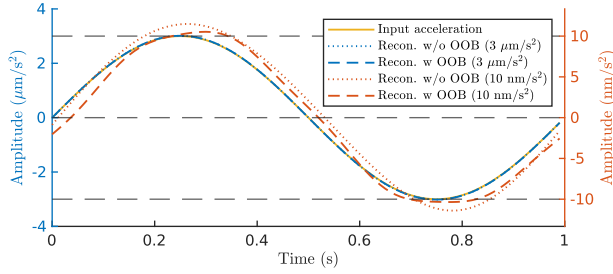 4
2
0
-2
-4
Amplitude (μm/s²)
0
0.2
0.4
0.6
0.8
1
Time (s)
10
5
0
-5
-10
Amplitude (nm/s²)
Input acceleration
Recon. w/o OOB (3 μm/s²)
Recon. w OOB (3 μm/s²)
Recon. w/o OOB (10 nm/s²)
Recon. w OOB (10 nm/s²)